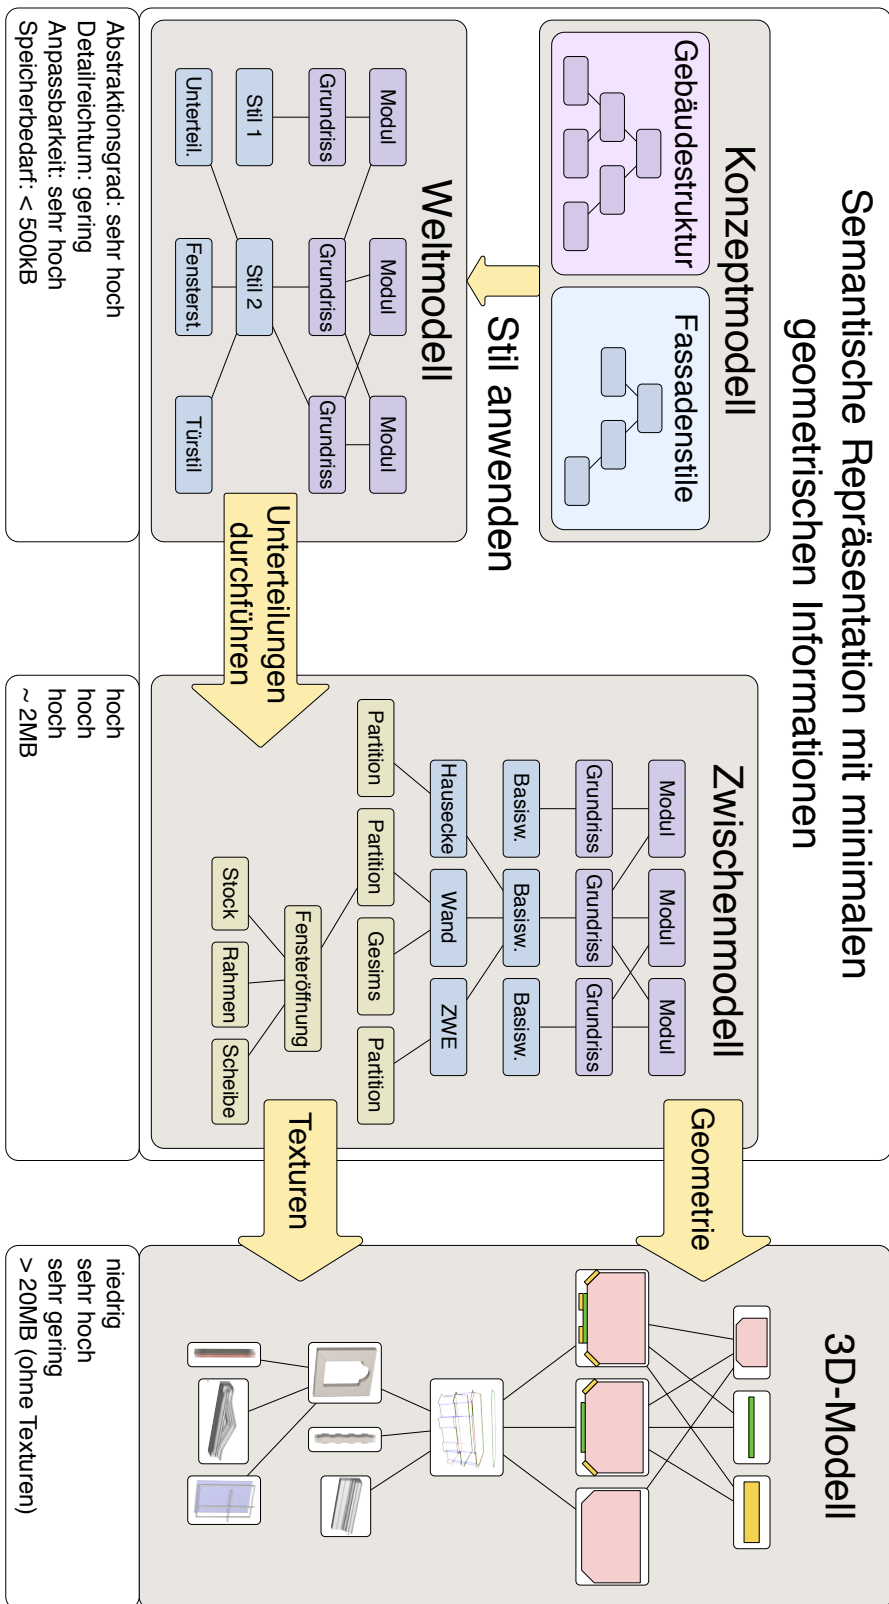 Semantische Repräsentation mit minimalen
geometrischen Informationen
Konzeptmodell
Gebäudestruktur
Fassadenstile
Stil anwenden
Weltmodell
Modul
Modul
Modul
Grundriss
Grundriss
Grundriss
Stil 1
Stil 2
Unterteil.
Fensterst.
Türstil
Unterteilungen
durchführen
Zwischenmodell
Modul
Modul
Modul
Grundriss
Grundriss
Grundriss
Basisw.
Basisw.
Basisw.
Hausecke
Wand
ZWE
Partition
Partition
Gesims
Partition
Fensteröffnung
Stock
Rahmen
Scheibe
Geometrie
Texturen
3D-Modell
Abstraktionsgrad: sehr hoch
Detailreichtum: gering
Anpassbarkeit: sehr hoch
Speicherbedarf: < 500kB
hoch
hoch
hoch
~ 2MB
niedrig
sehr hoch
sehr gering
> 20MB (ohne Texturen)